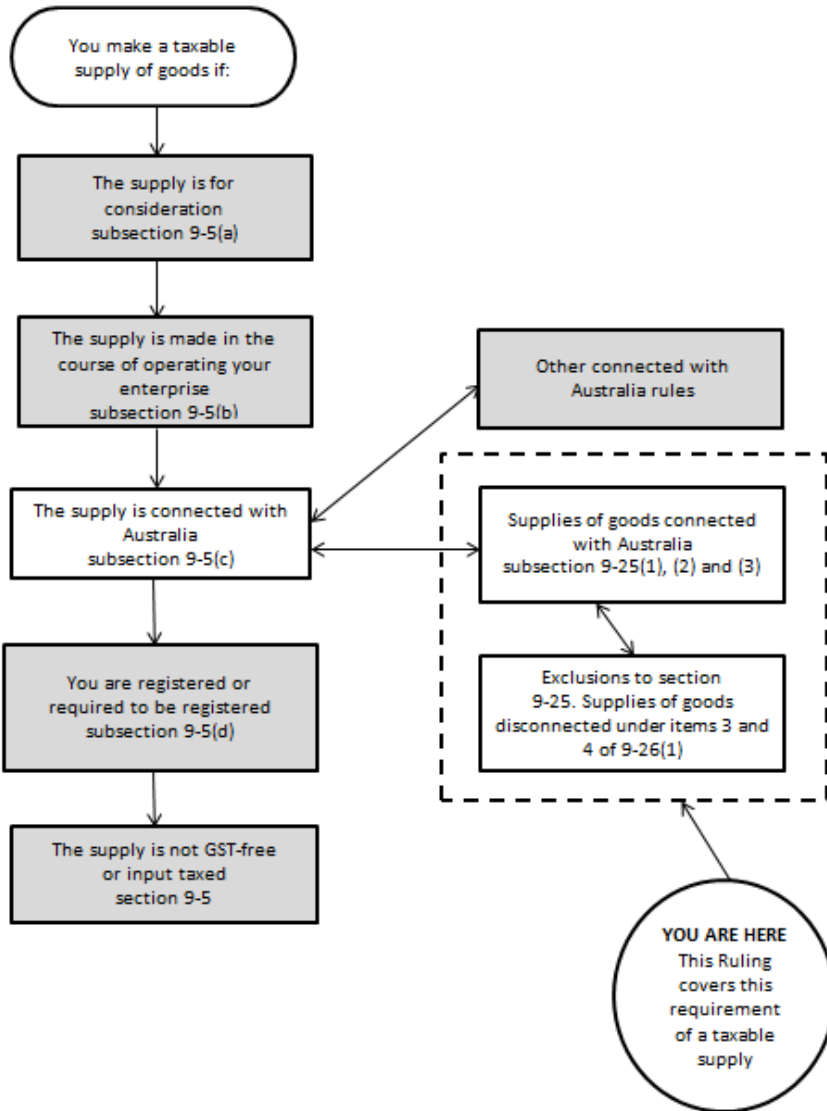 You make a taxable
supply of goods if:
The supply is for
consideration
subsection 9-5(a)
The supply is made in the
course of operating your
enterprise
subsection 9-5(b)
Other connected with
Australia rules
The supply is connected with
Australia
subsection 9-5(c)
Supplies of goods connected
with Australia
subsection 9-25(1), (2) and (3)
You are registered or
required to be registered
subsection 9-5(d)
Exclusions to section
9-25. Supplies of goods
disconnected under items 3 and
4 of 9-26(1)
The supply is not GST-free
or input taxed
section 9-5
YOU ARE HERE
This Ruling
covers this
requirement
of a taxable
supply